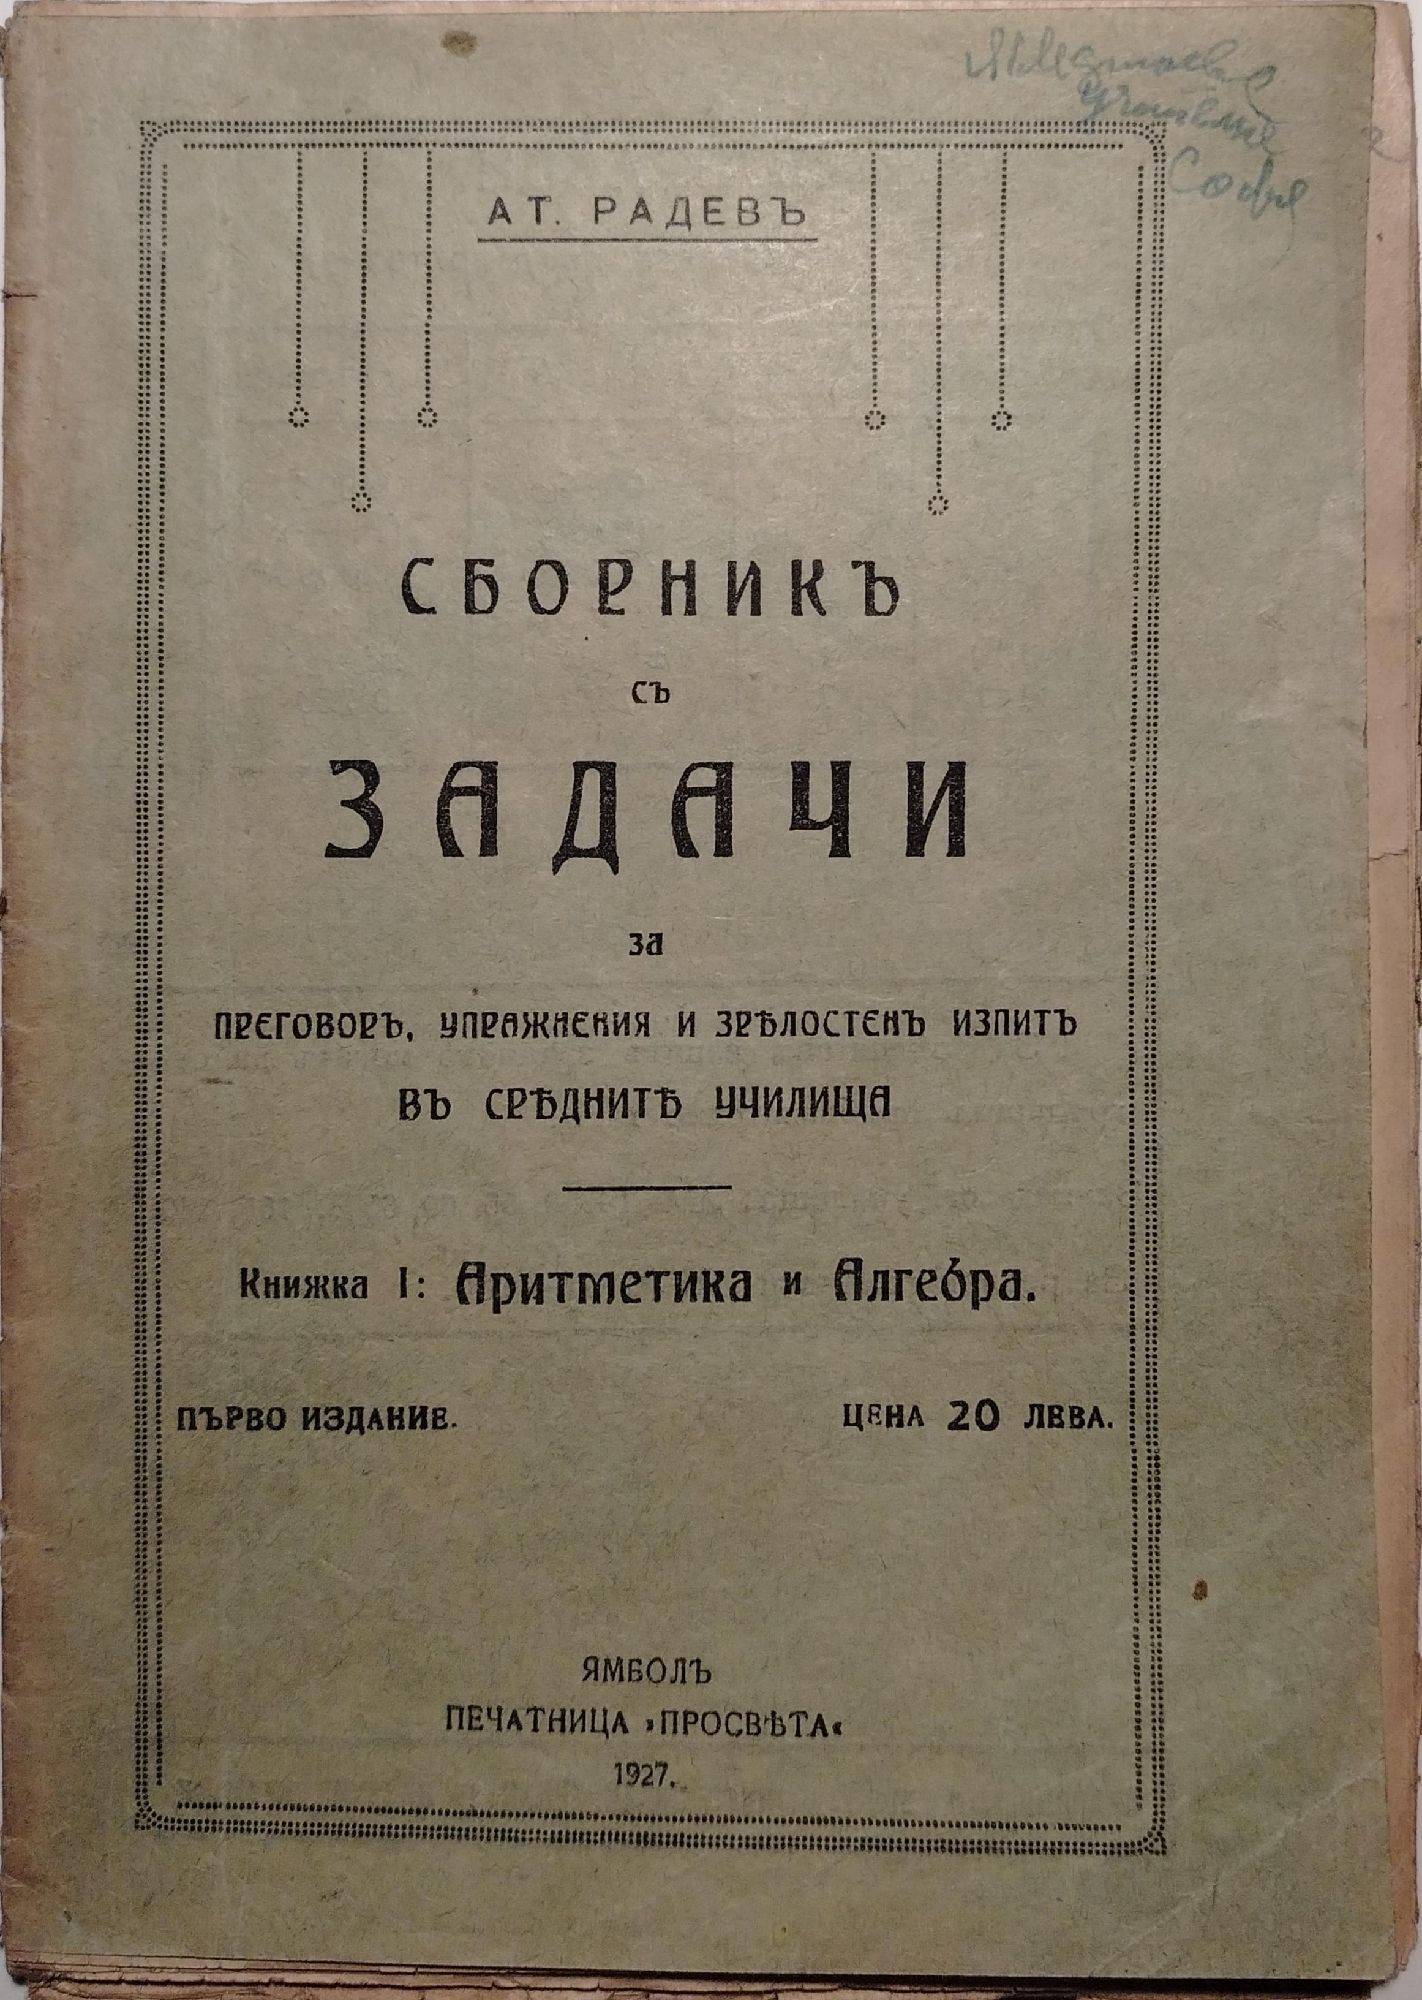 София
АТ. РАДЕВЪ
СБОРНИКЪ
съ
ЗАДАЧИ
за
ПРЕГОВОРЪ, УПРАЖНЕНИЯ И ЗРѢЛОСТЕНЪ ИЗПИТЪ
ВЪ СРѢДНИТѢ УЧИЛИЩА
Книжка I: Аритметика и Алгебра.
ПЪРВО ИЗДАНИЕ. ЦЕНА 20 ЛЕВА.
ЯМБОЛЪ
ПЕЧАТНИЦА »ПРОСВѢТА«
1927.